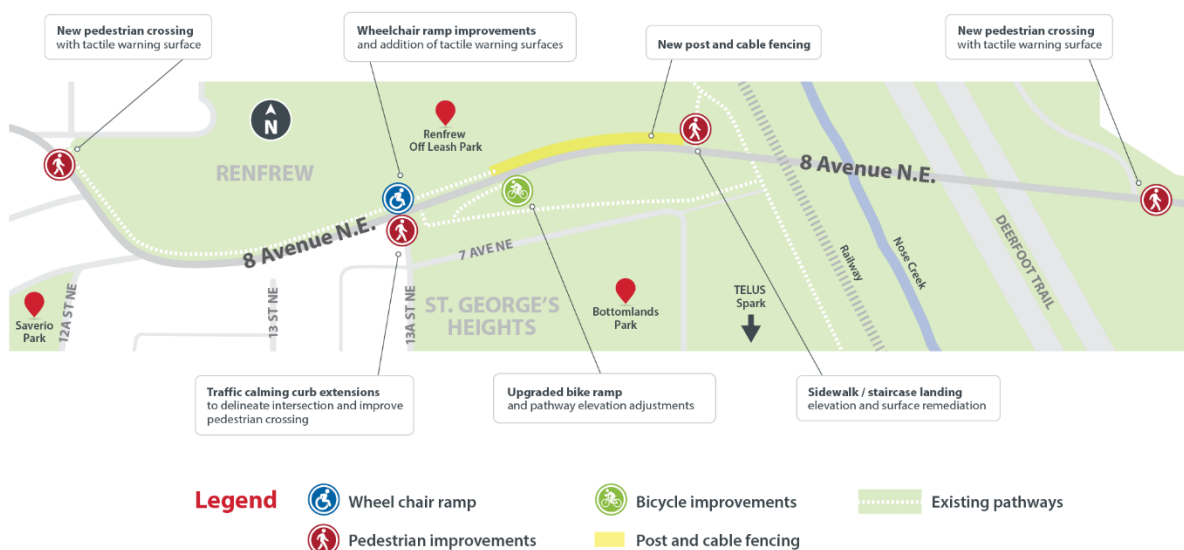 New pedestrian crossing
with tactile warning surface
Wheelchair ramp improvements
and addition of tactile warning surfaces
New post and cable fencing
New pedestrian crossing
with tactile warning surface
N
Renfrew
Off Leash Park
RENFREW
8 Avenue N.E.
8 Avenue N.E.
7 AVE NE
Railway
Nose Creek
DEERFOOT TRAIL
Saverio
Park
12A ST NE
13 ST NE
13A ST NE
ST. GEORGE'S
HEIGHTS
Bottomlands
Park
TELUS
Spark
Traffic calming curb extensions
to delineate intersection and improve
pedestrian crossing
Upgraded bike ramp
and pathway elevation adjustments
Sidewalk / staircase landing
elevation and surface remediation
Legend
Wheel chair ramp
Bicycle improvements
Existing pathways
Pedestrian improvements
Post and cable fencing